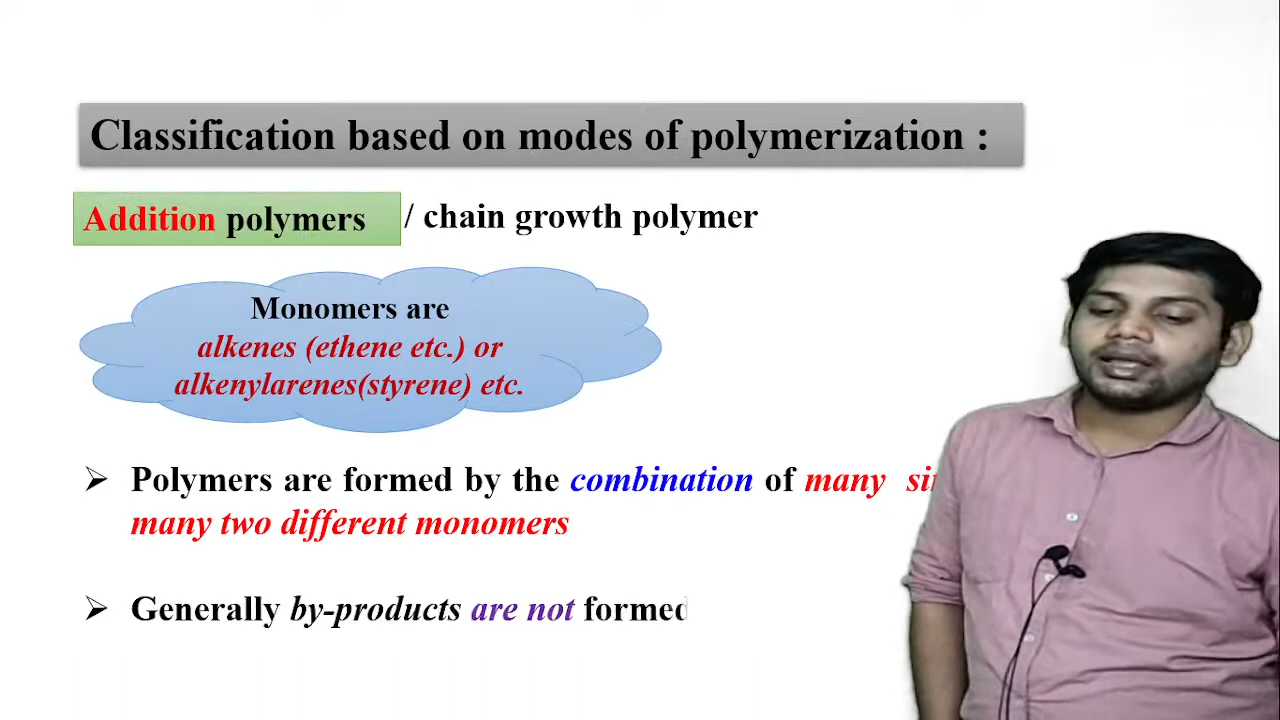 Classification based on modes of polymerization :
Addition polymers / chain growth polymer
Monomers are
alkenes (ethene etc.) or
alkenylarenes(styrene) etc.
Polymers are formed by the combination of many
many two different monomers
Generally by-products are not formed